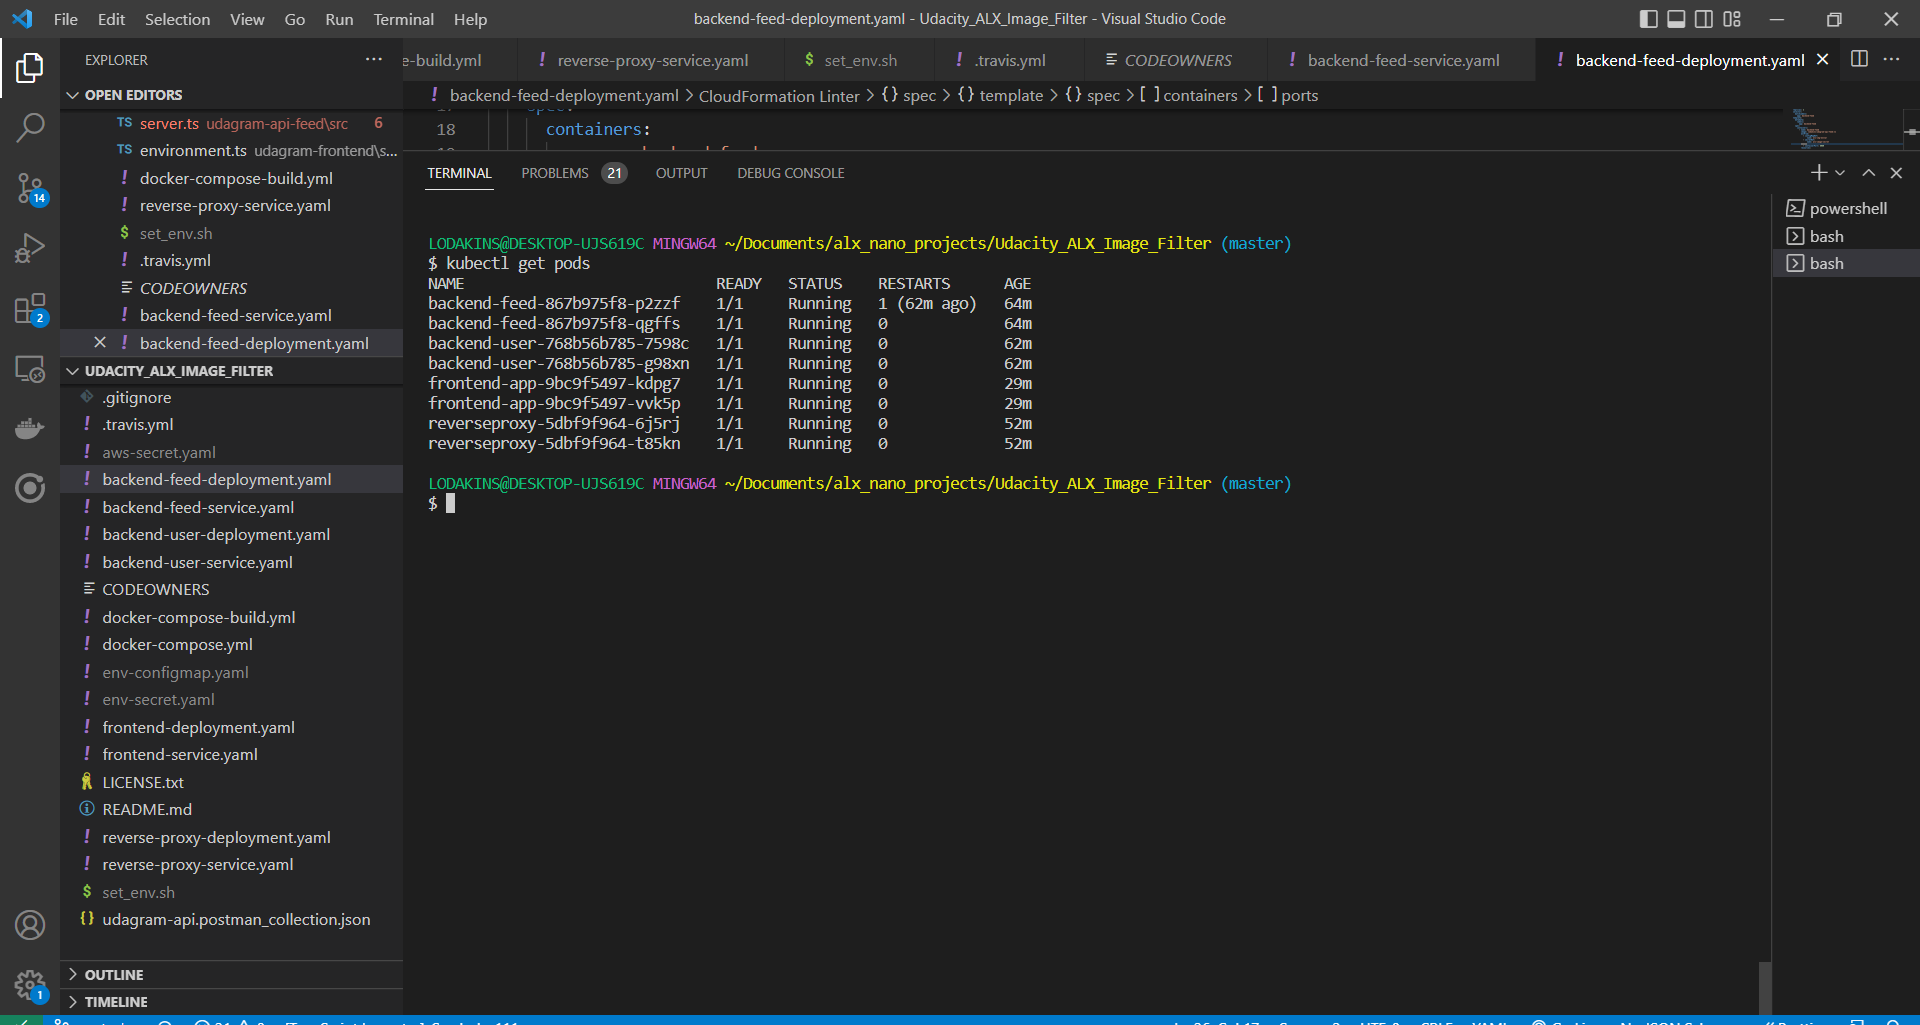 File Edit Selection View Go Run Terminal Help
backend-feed-deployment.yaml - Udacity_ALX_Image_Filter - Visual Studio Code
EXPLORER
e-build.yml
! reverse-proxy-service.yaml
$ set_env.sh
! .travis.yml
CODEOWNERS
! backend-feed-service.yaml
! backend-feed-deployment.yaml
OPEN EDITORS
TS server.ts udagram-api-feed\src 6
TS environment.ts udagram-frontend\s...
! docker-compose-build.yml
! reverse-proxy-service.yaml
$ set_env.sh
! .travis.yml
CODEOWNERS
! backend-feed-service.yaml
! backend-feed-deployment.yaml
UDACITY_ALX_IMAGE_FILTER
.gitignore
! .travis.yml
! aws-secret.yaml
! backend-feed-deployment.yaml
! backend-feed-service.yaml
! backend-user-deployment.yaml
! backend-user-service.yaml
CODEOWNERS
! docker-compose-build.yml
! docker-compose.yml
! env-configmap.yaml
! env-secret.yaml
! frontend-deployment.yaml
! frontend-service.yaml
LICENSE.txt
README.md
! reverse-proxy-deployment.yaml
! reverse-proxy-service.yaml
$ set_env.sh
{} udagram-api.postman_collection.json
OUTLINE
TIMELINE
14
2
1
! backend-feed-deployment.yaml > CloudFormation Linter > {} spec > {} template > {} spec > [ ] containers > [ ] ports
18 containers:
TERMINAL PROBLEMS 21 OUTPUT DEBUG CONSOLE
LODAKINS@DESKTOP-UJS619C MINGW64 ~/Documents/alx_nano_projects/Udacity_ALX_Image_Filter (master)
$ kubectl get pods
NAME READY STATUS RESTARTS AGE
backend-feed-867b975f8-p2zzf 1/1 Running 1 (62m ago) 64m
backend-feed-867b975f8-qgffs 1/1 Running 0 64m
backend-user-768b56b785-7598c 1/1 Running 0 62m
backend-user-768b56b785-g98xn 1/1 Running 0 62m
frontend-app-9bc9f5497-kdpg7 1/1 Running 0 29m
frontend-app-9bc9f5497-vvk5p 1/1 Running 0 29m
reverseproxy-5dbf9f964-6j5rj 1/1 Running 0 52m
reverseproxy-5dbf9f964-t85kn 1/1 Running 0 52m
LODAKINS@DESKTOP-UJS619C MINGW64 ~/Documents/alx_nano_projects/Udacity_ALX_Image_Filter (master)
$
powershell
bash
bash